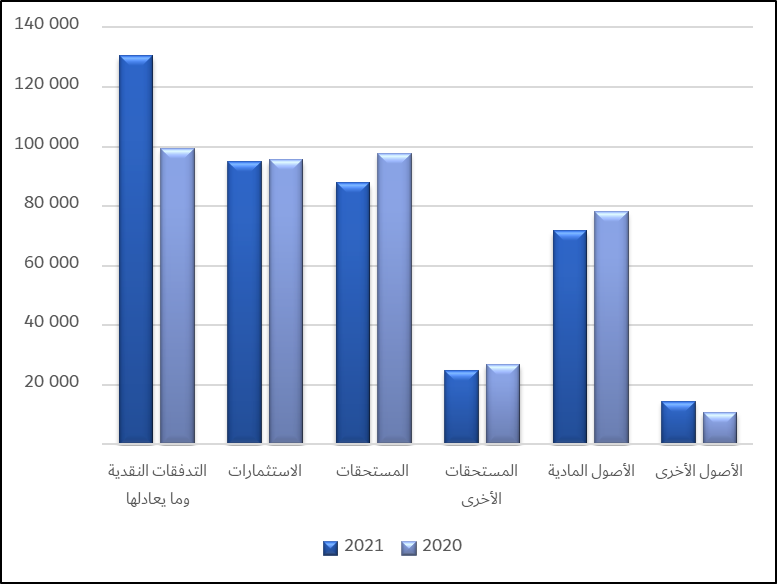 140 000
120 000
100 000
80 000
60 000
40 000
20 000
التدفقات النقدية وما يعادلها
الاستثمارات
المستحقات
المستحقات الأخرى
الأصول المادية
الأصول الأخرى
2021
2020